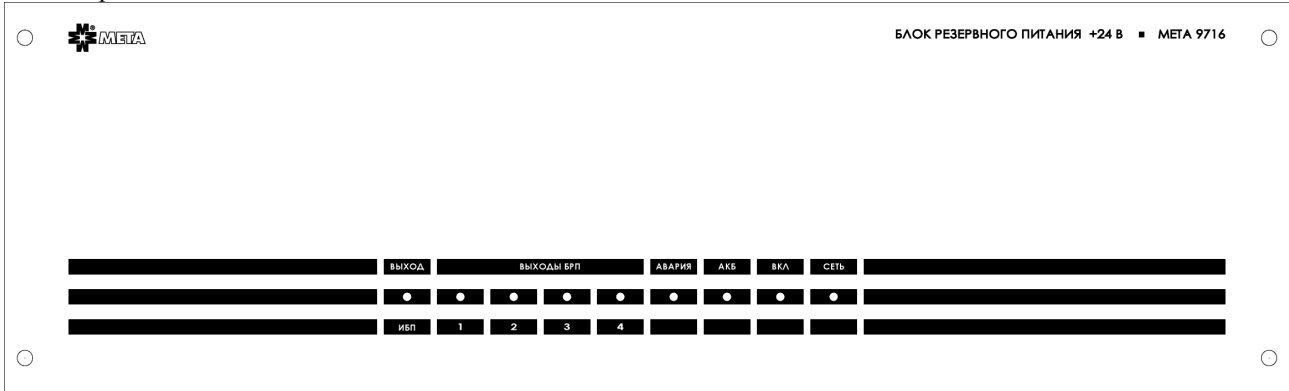 МЕТА
БЛОК РЕЗЕРВНОГО ПИТАНИЯ +24 В ▪ МЕТА 9716
ВЫХОД ВЫХОДЫ БРП АВАРИЯ АКБ ВКЛ СЕТЬ
ИБП 1 2 3 4